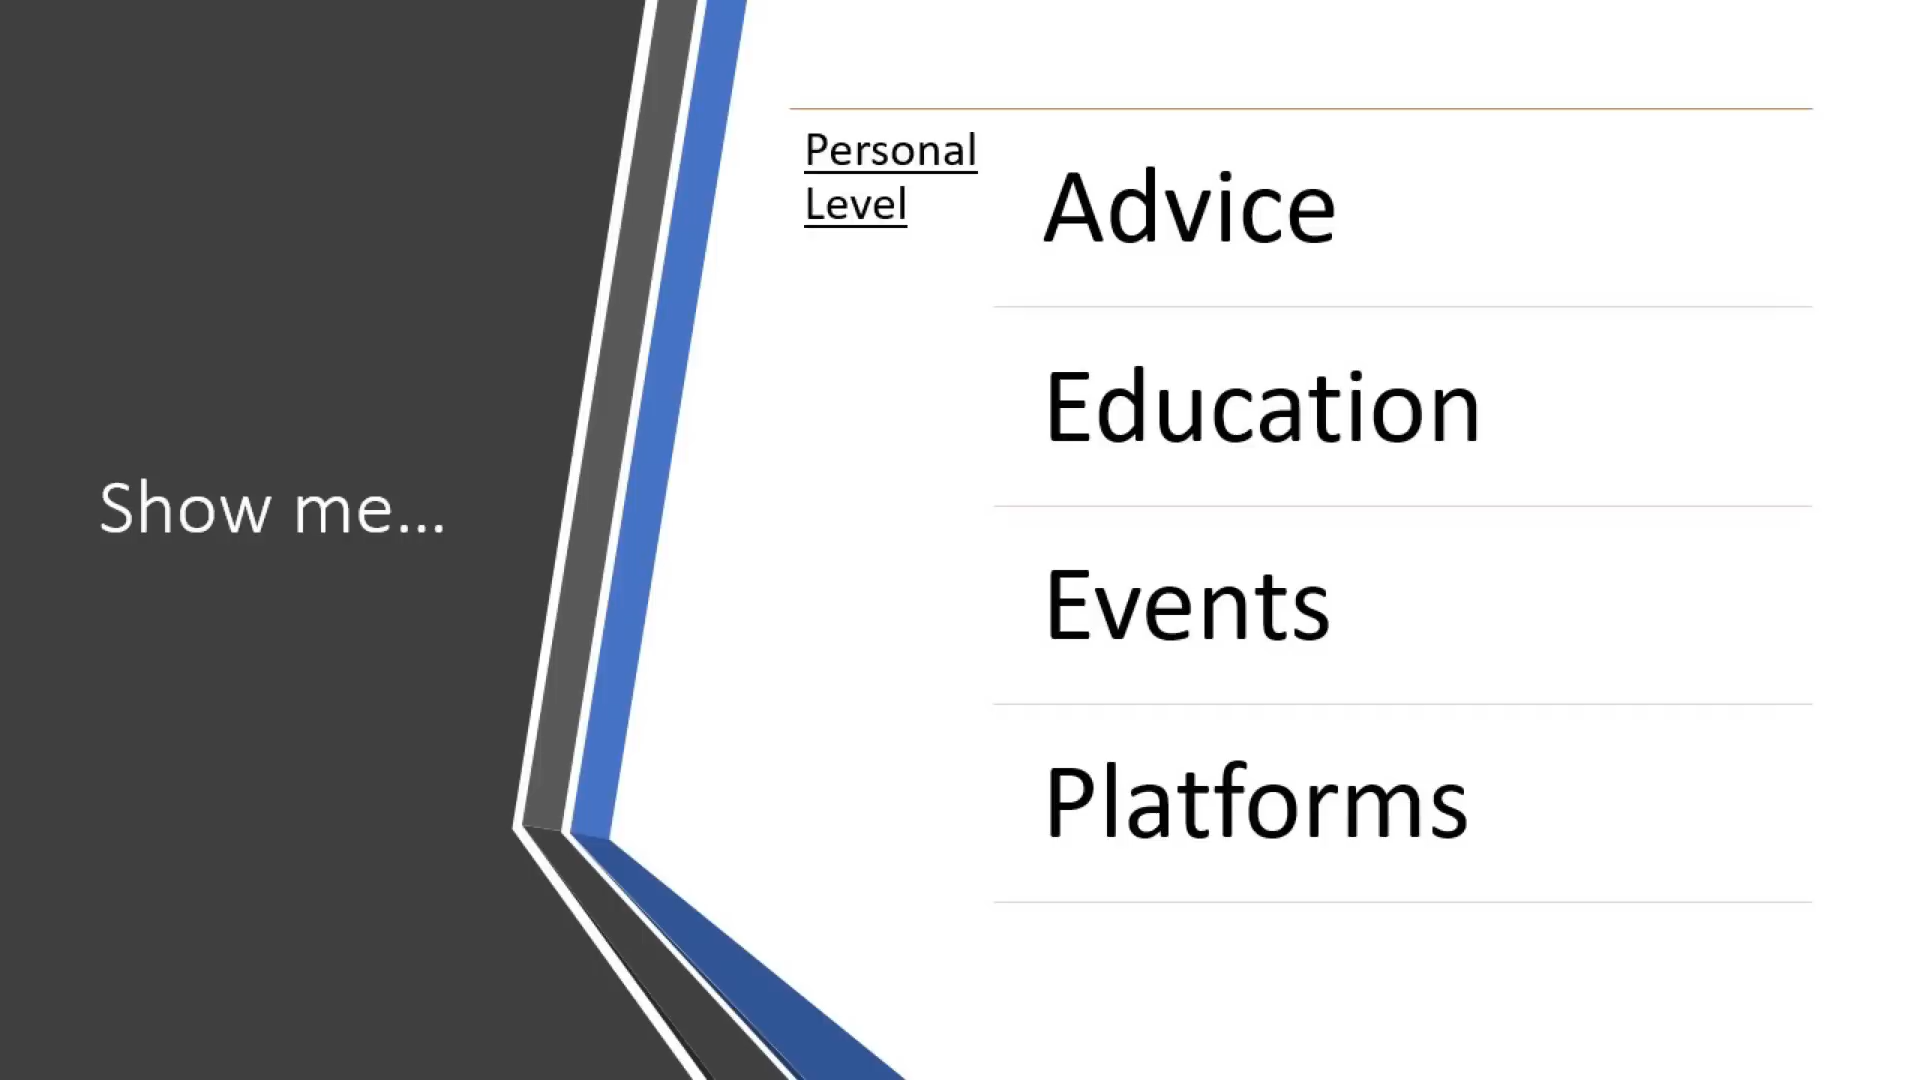 Show me...
Personal
Level
Advice
Education
Events
Platforms